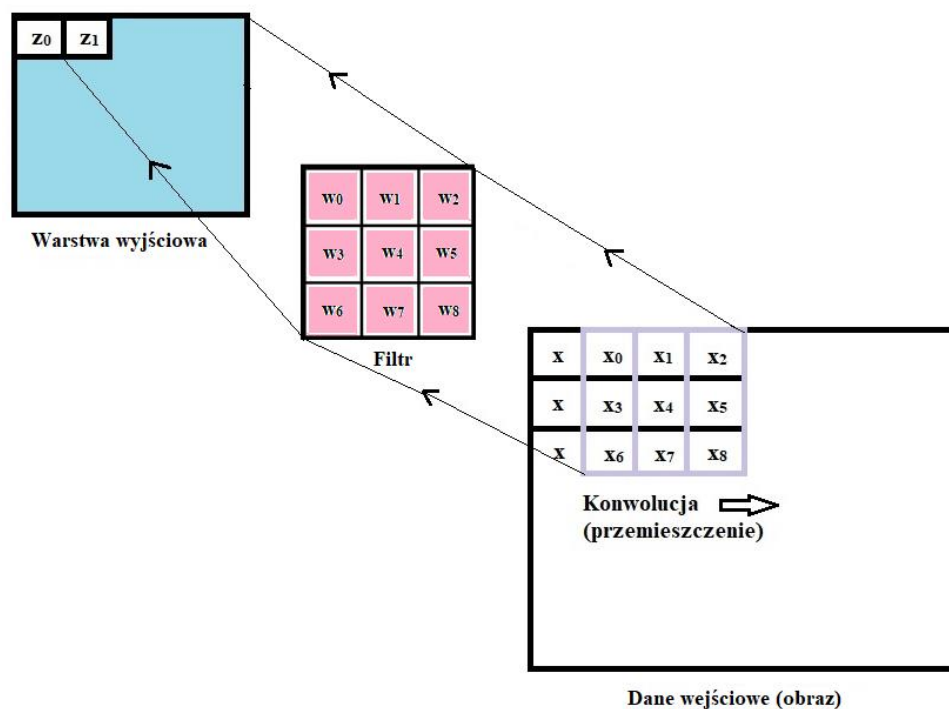 z0 z1
Warstwa wyjściowa
w0 w1 w2
w3 w4 w5
w6 w7 w8
Filtr
x x0 x1 x2
x x3 x4 x5
x x6 x7 x8
Konwolucja
(przemieszczenie)
Dane wejściowe (obraz)